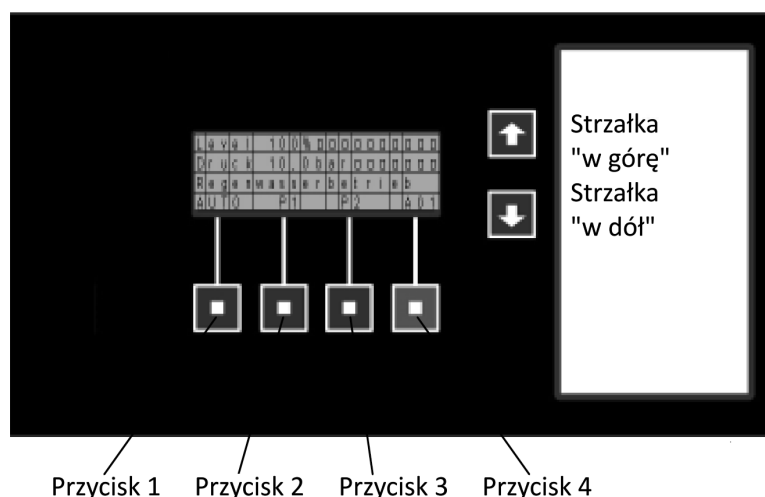 Level 100%
Druck 10,0bar
Regenwasserbetrieb
AUTO P1 P2 A01
Strzałka
"w górę"
Strzałka
"w dół"
Przycisk 1 Przycisk 2 Przycisk 3 Przycisk 4